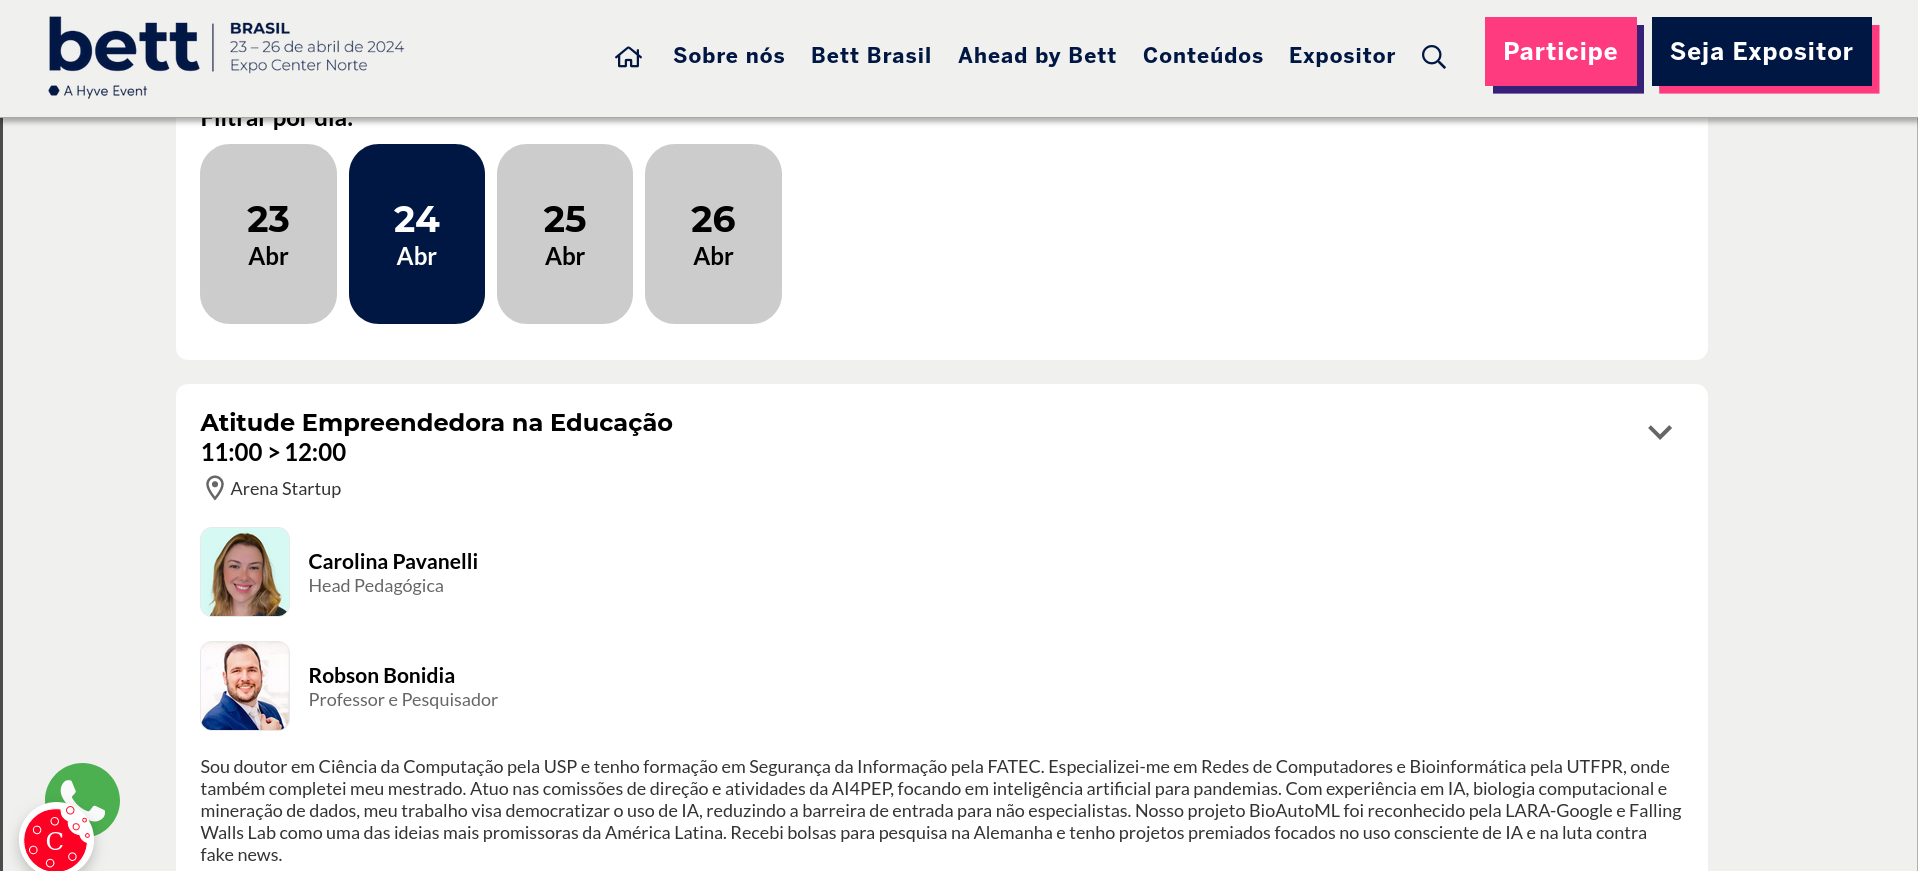 bett
BRASIL
23 – 26 de abril de 2024
Expo Center Norte
A Hyve Event
Sobre nós
Bett Brasil
Ahead by Bett
Conteúdos
Expositor
Participe
Seja Expositor
Filtrar por dia:
23
Abr
24
Abr
25
Abr
26
Abr
Atitude Empreendedora na Educação
11:00 > 12:00
Arena Startup
Carolina Pavanelli
Head Pedagógica
Robson Bonidia
Professor e Pesquisador
Sou doutor em Ciência da Computação pela USP e tenho formação em Segurança da Informação pela FATEC. Especializei-me em Redes de Computadores e Bioinformática pela UTFPR, onde
também completei meu mestrado. Atuo nas comissões de direção e atividades da AI4PEP, focando em inteligência artificial para pandemias. Com experiência em IA, biologia computacional e
mineração de dados, meu trabalho visa democratizar o uso de IA, reduzindo a barreira de entrada para não especialistas. Nosso projeto BioAutoML foi reconhecido pela LARA-Google e Falling
Walls Lab como uma das ideias mais promissoras da América Latina. Recebi bolsas para pesquisa na Alemanha e tenho projetos premiados focados no uso consciente de IA e na luta contra
fake news.
C